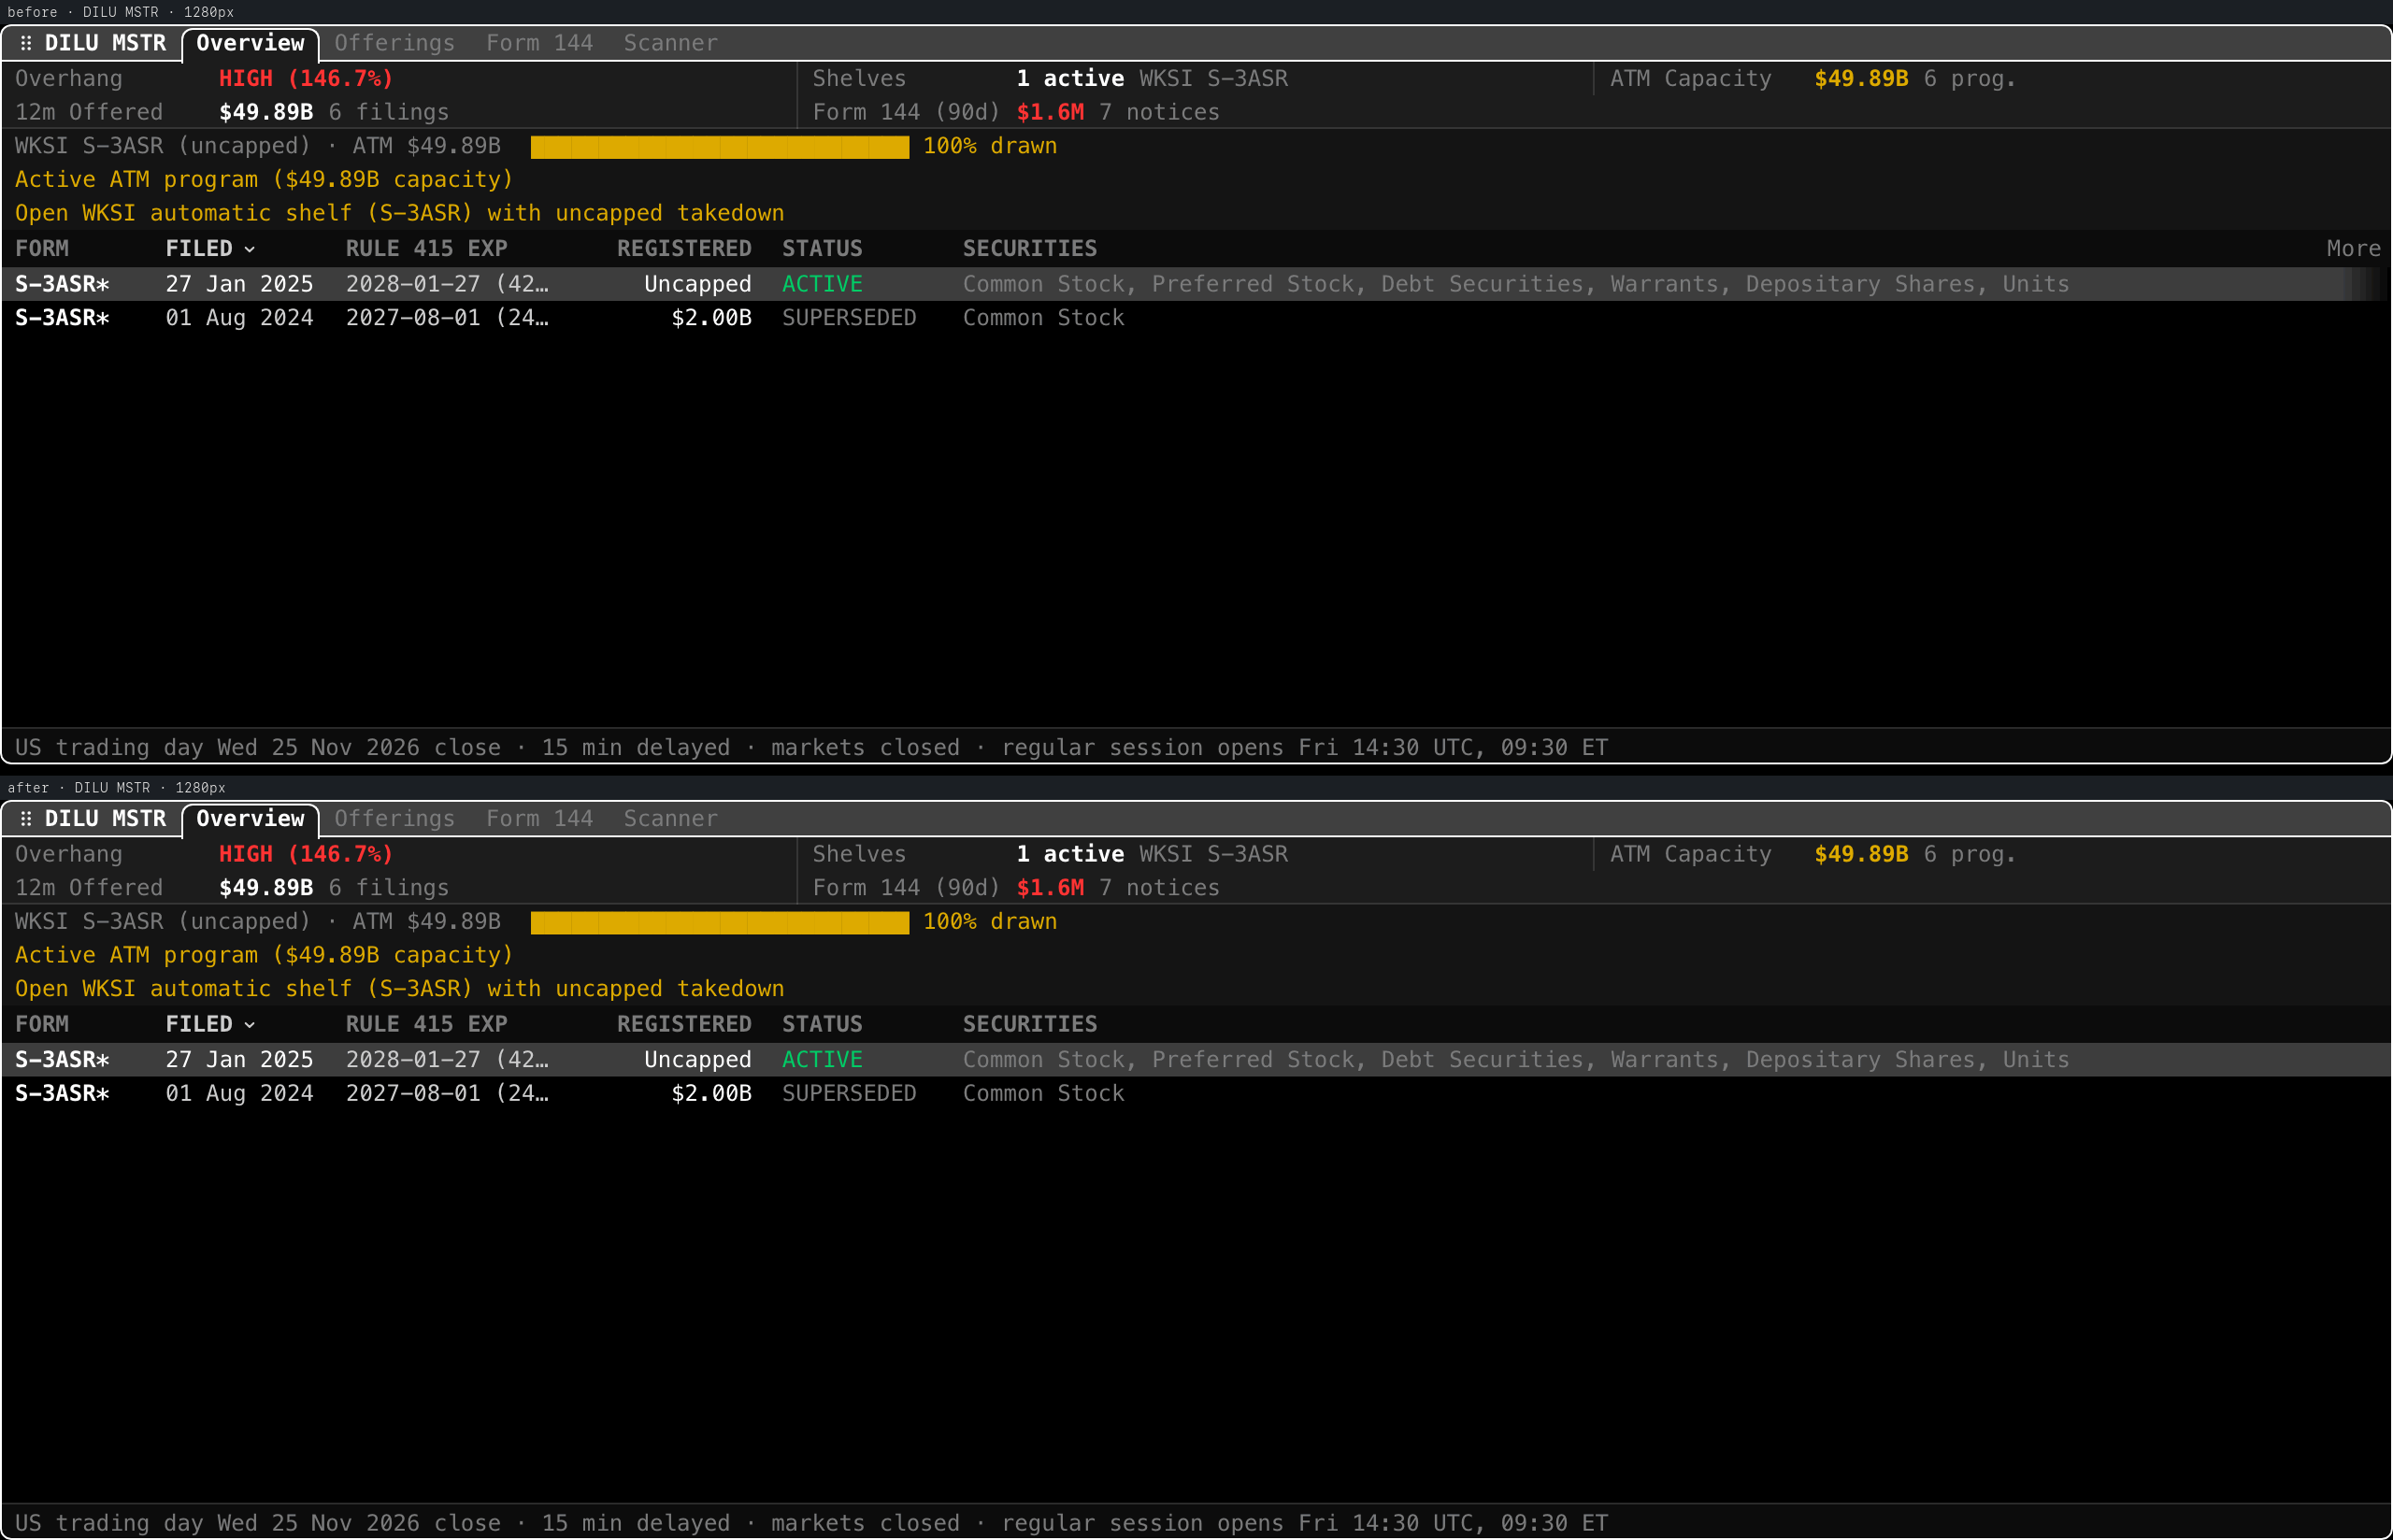 before · DILU MSTR · 1280px
DILU MSTR Overview Offerings Form 144 Scanner
Overhang HIGH (146.7%) Shelves 1 active WKSI S-3ASR ATM Capacity $49.89B 6 prog.
12m Offered $49.89B 6 filings Form 144 (90d) $1.6M 7 notices
WKSI S-3ASR (uncapped) · ATM $49.89B 100% drawn
Active ATM program ($49.89B capacity)
Open WKSI automatic shelf (S-3ASR) with uncapped takedown
FORM FILED RULE 415 EXP REGISTERED STATUS SECURITIES More
S-3ASR* 27 Jan 2025 2028-01-27 (42… Uncapped ACTIVE Common Stock, Preferred Stock, Debt Securities, Warrants, Depositary Shares, Units
S-3ASR* 01 Aug 2024 2027-08-01 (24… $2.00B SUPERSEDED Common Stock
US trading day Wed 25 Nov 2026 close · 15 min delayed · markets closed · regular session opens Fri 14:30 UTC, 09:30 ET
after · DILU MSTR · 1280px
DILU MSTR Overview Offerings Form 144 Scanner
Overhang HIGH (146.7%) Shelves 1 active WKSI S-3ASR ATM Capacity $49.89B 6 prog.
12m Offered $49.89B 6 filings Form 144 (90d) $1.6M 7 notices
WKSI S-3ASR (uncapped) · ATM $49.89B 100% drawn
Active ATM program ($49.89B capacity)
Open WKSI automatic shelf (S-3ASR) with uncapped takedown
FORM FILED RULE 415 EXP REGISTERED STATUS SECURITIES
S-3ASR* 27 Jan 2025 2028-01-27 (42… Uncapped ACTIVE Common Stock, Preferred Stock, Debt Securities, Warrants, Depositary Shares, Units
S-3ASR* 01 Aug 2024 2027-08-01 (24… $2.00B SUPERSEDED Common Stock
US trading day Wed 25 Nov 2026 close · 15 min delayed · markets closed · regular session opens Fri 14:30 UTC, 09:30 ET